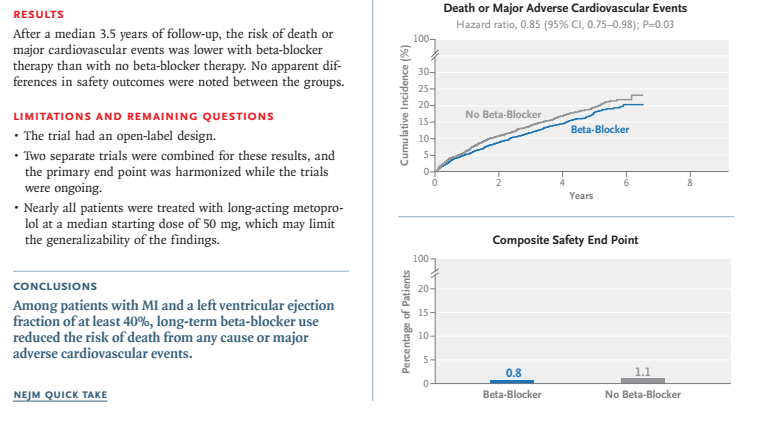 RESULTS
After a median 3.5 years of follow-up, the risk of death or
major cardiovascular events was lower with beta-blocker
therapy than with no beta-blocker therapy. No apparent dif-
ferences in safety outcomes were noted between the groups.
LIMITATIONS AND REMAINING QUESTIONS
• The trial had an open-label design.
• Two separate trials were combined for these results, and
the primary end point was harmonized while the trials
were ongoing.
• Nearly all patients were treated with long-acting metopro-
lol at a median starting dose of 50 mg, which may limit
the generalizability of the findings.
CONCLUSIONS
Among patients with MI and a left ventricular ejection
fraction of at least 40%, long-term beta-blocker use
reduced the risk of death from any cause or major
adverse cardiovascular events.
NEJM QUICK TAKE
Death or Major Adverse Cardiovascular Events
Hazard ratio, 0.85 (95% CI, 0.75–0.98); P=0.03
Cumulative Incidence (%)
100
30
25
20
15
10
5
0
No Beta-Blocker
Beta-Blocker
0 2 4 6 8
Years
Composite Safety End Point
Percentage of Patients
100
20
15
10
5
0
0.8
1.1
Beta-Blocker
No Beta-Blocker